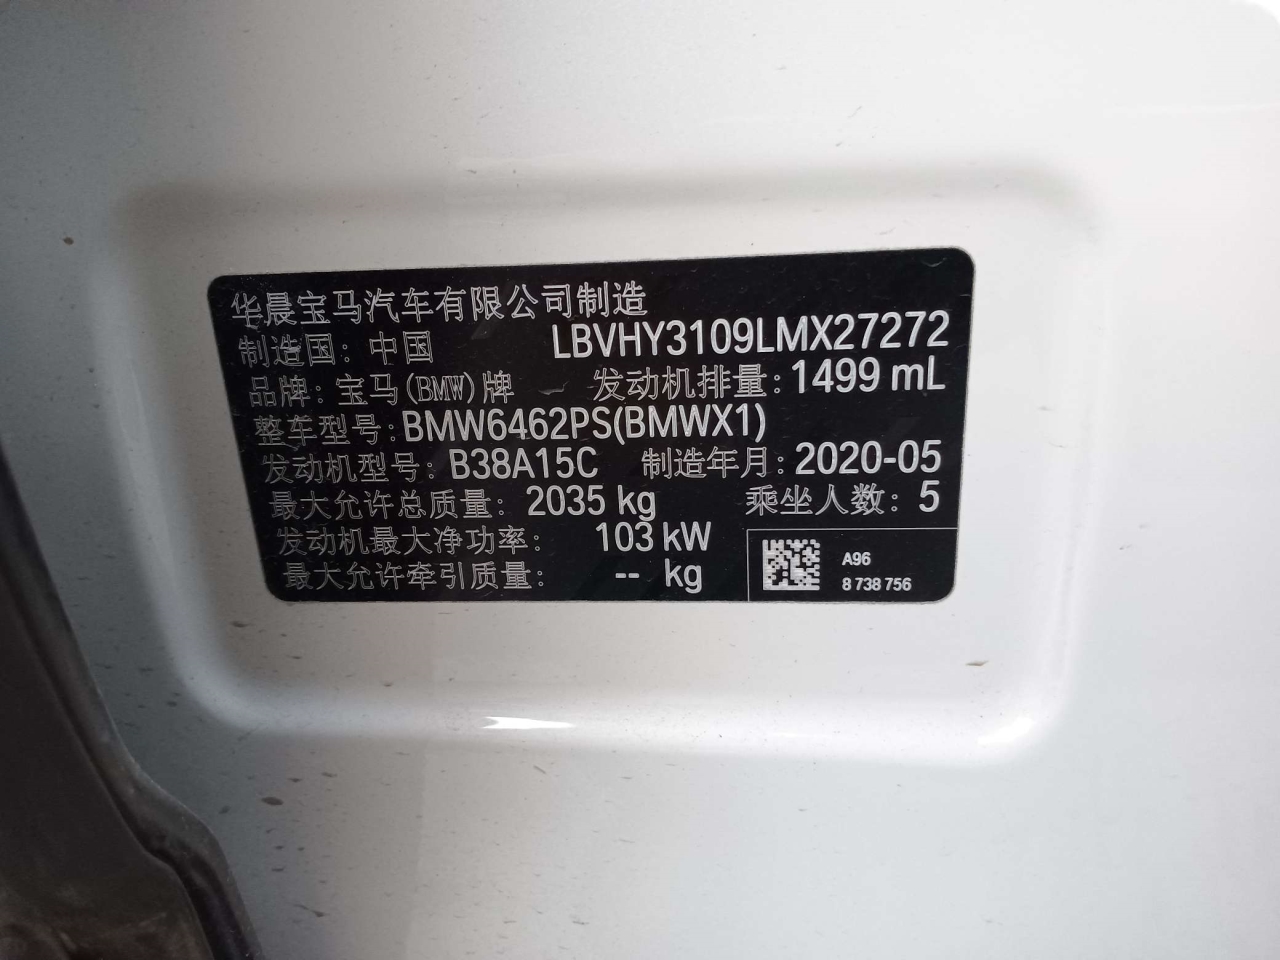 华晨宝马汽车有限公司制造
制造国：中国 LBVHY3109LMX27272
品牌：宝马(BMW)牌 发动机排量：1499 mL
整车型号：BMW6462PS(BMWX1)
发动机型号：B38A15C 制造年月：2020-05
最大允许总质量：2035 kg 乘坐人数：5
发动机最大净功率：103 kW
最大允许牵引质量：-- kg
A96
8 738 756